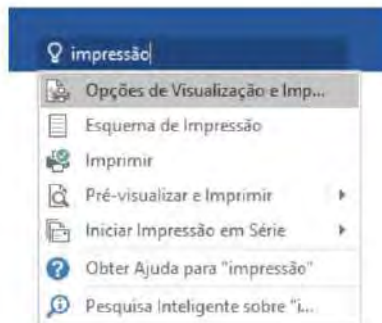 impressão
Opções de Visualização e Imp...
Esquema de Impressão
Imprimir
Pré-visualizar e Imprimir
Iniciar Impressão em Série
Obter Ajuda para "impressão"
Pesquisa Inteligente sobre "i...